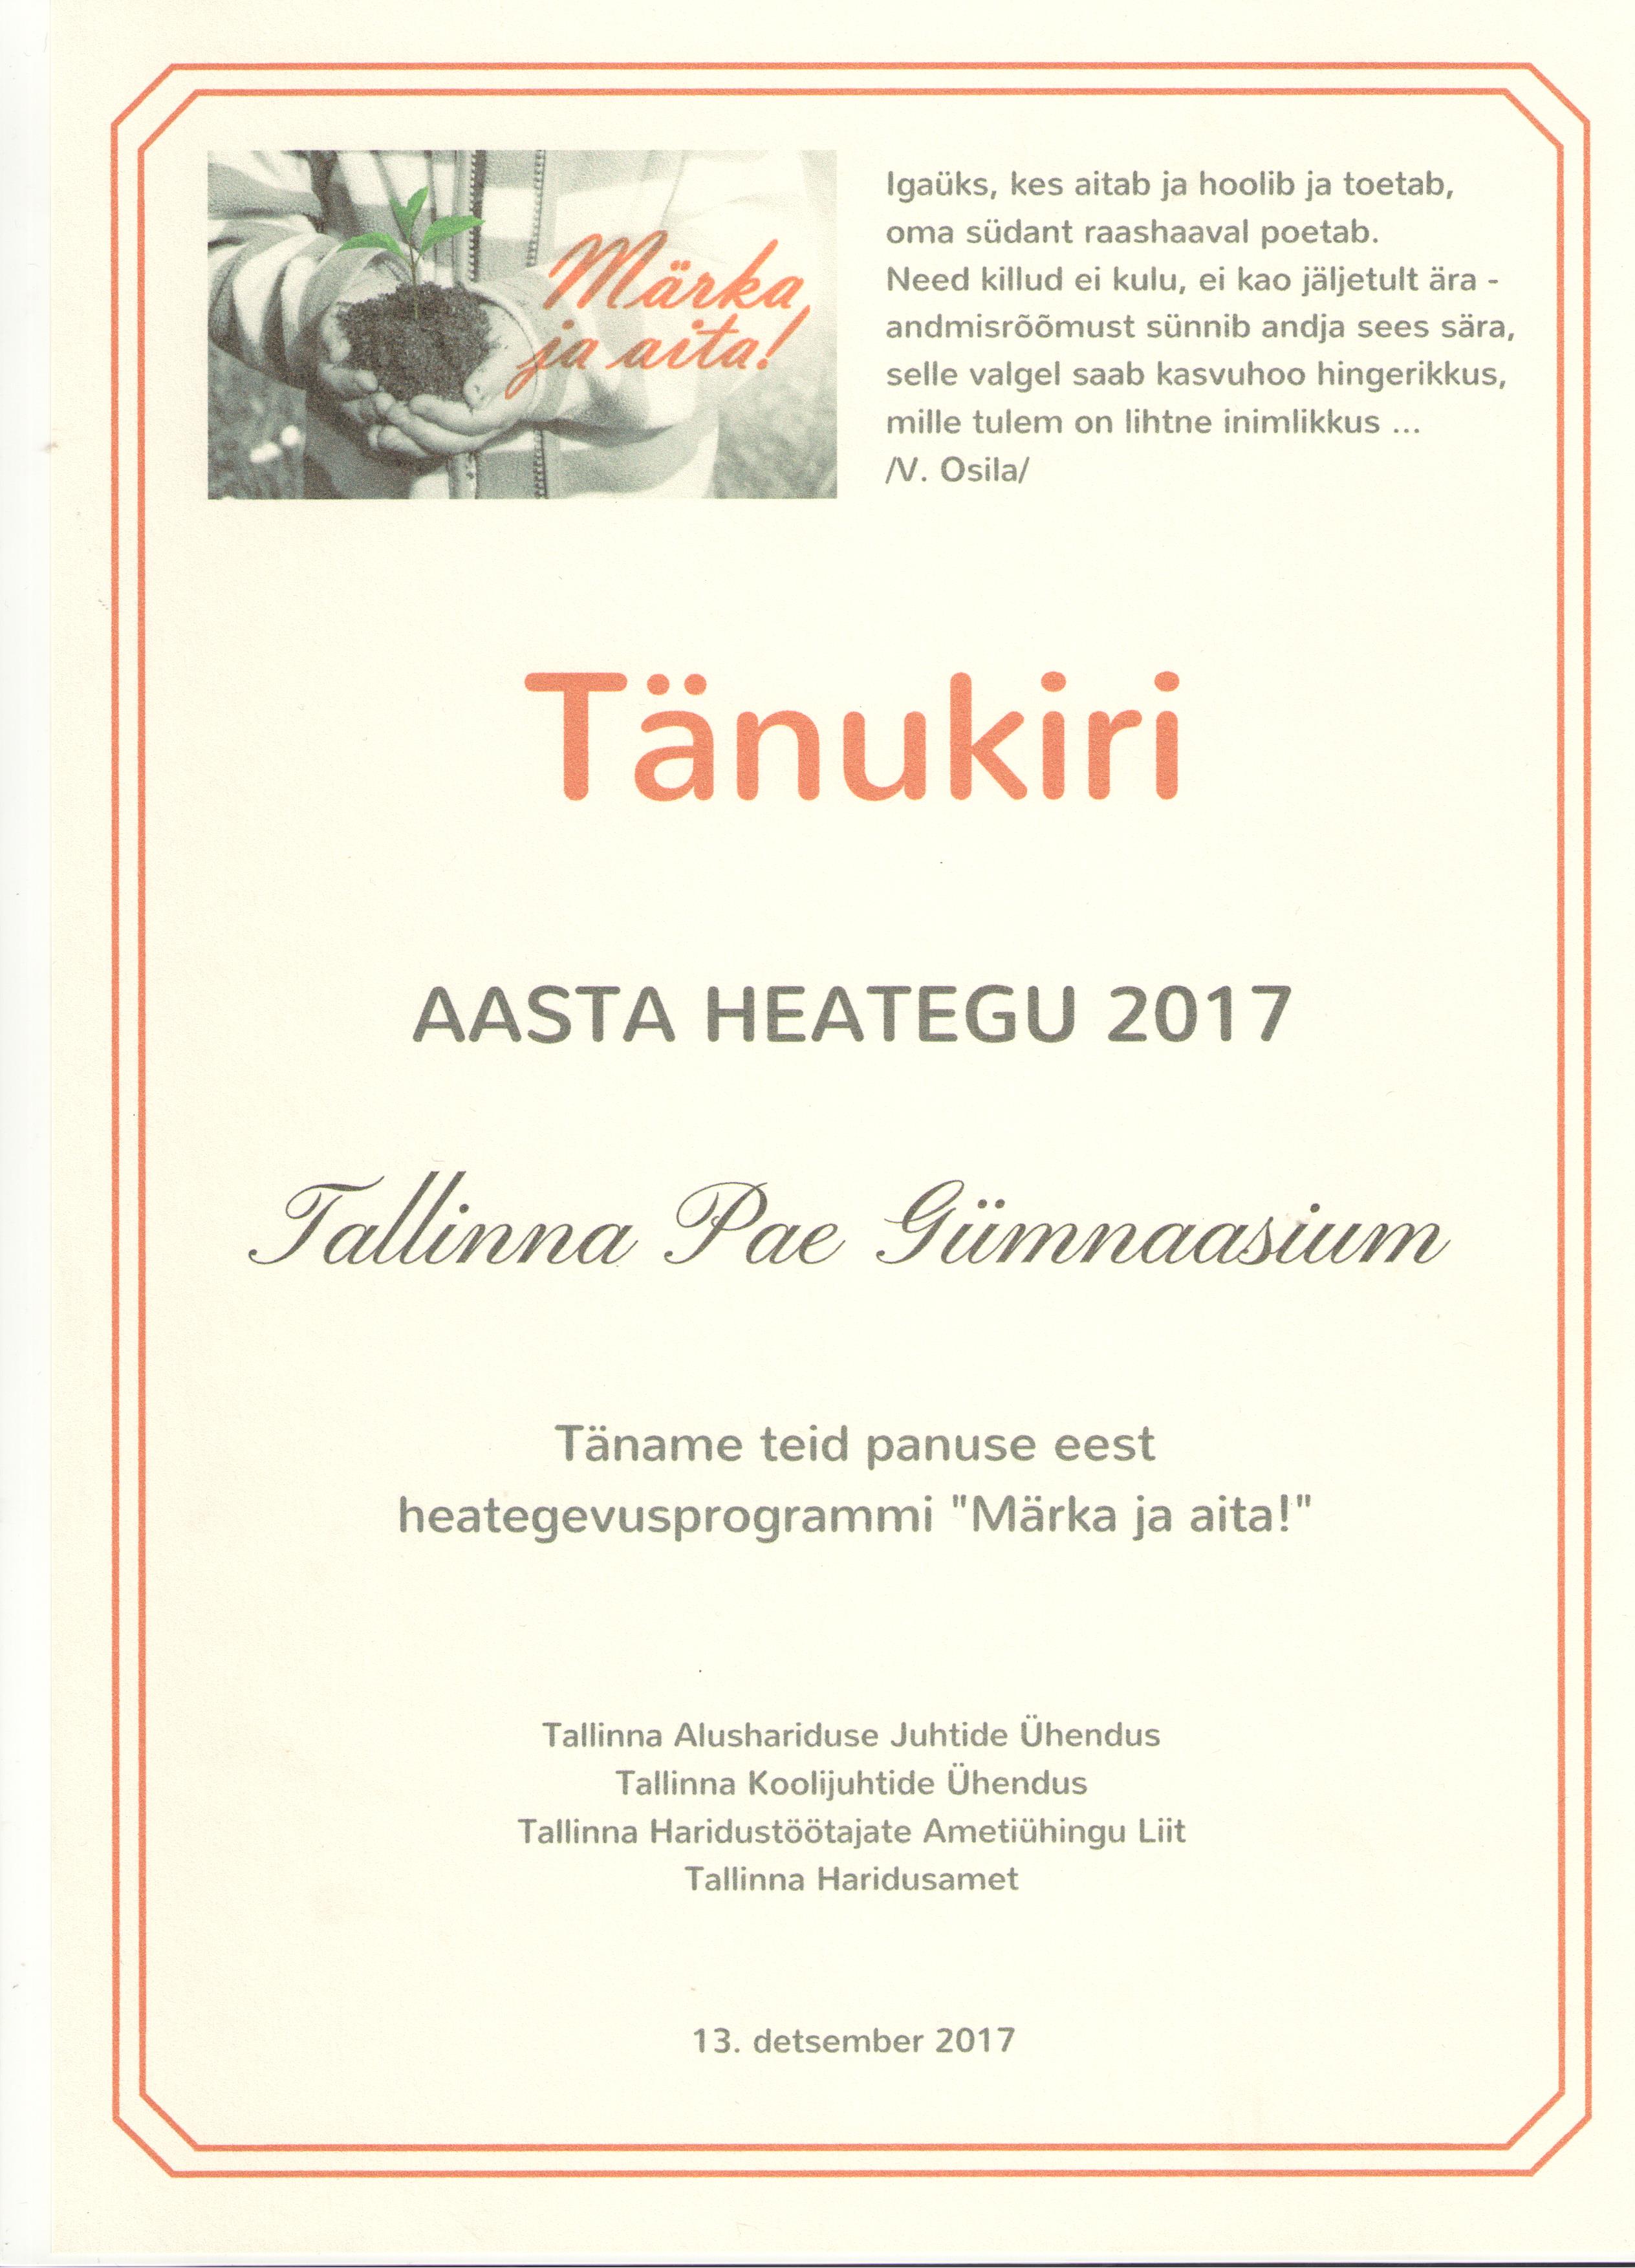 Märka
ja aita!
Igaüks, kes aitab ja hoolib ja toetab,
oma südant raashaaval poetab.
Need killud ei kulu, ei kao jäljetult ära -
andmisrõõmust sünnib andja sees sära,
selle valgel saab kasvuhoo hingerikkus,
mille tulem on lihtne inimlikkus ...
/V. Osila/
Tänukiri
AASTA HEATEGU 2017
Tallinna Pae Gümnaasium
Täname teid panuse eest
heategevusprogrammi "Märka ja aita!"
Tallinna Alushariduse Juhtide Ühendus
Tallinna Koolijuhtide Ühendus
Tallinna Haridustöötajate Ametiühingu Liit
Tallinna Haridusamet
13. detsember 2017